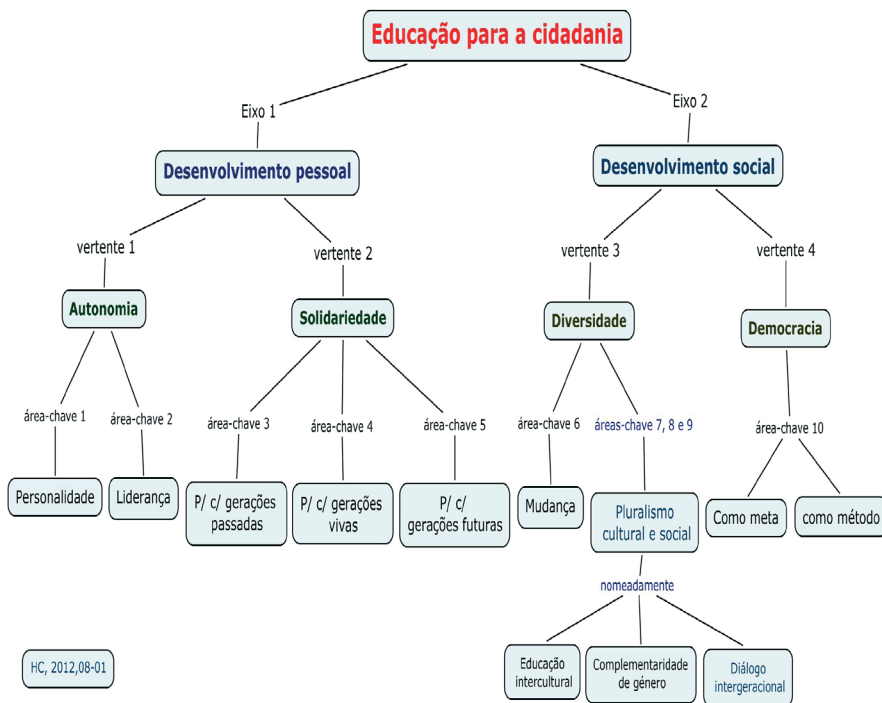 Educação para a cidadania
Eixo 1
Eixo 2
Desenvolvimento pessoal
Desenvolvimento social
vertente 1
vertente 2
vertente 3
vertente 4
Autonomia
Solidariedade
Diversidade
Democracia
área-chave 1
área-chave 2
área-chave 3
área-chave 4
área-chave 5
área-chave 6
áreas-chave 7, 8 e 9
área-chave 10
Personalidade
Liderança
P/ c/ gerações
passadas
P/ c/ gerações
vivas
P/ c/
gerações futuras
Mudança
Pluralismo
cultural e social
Como meta
como método
nomeadamente
Educação
intercultural
Complementaridade
de género
Diálogo
intergeracional
HC, 2012,08-01